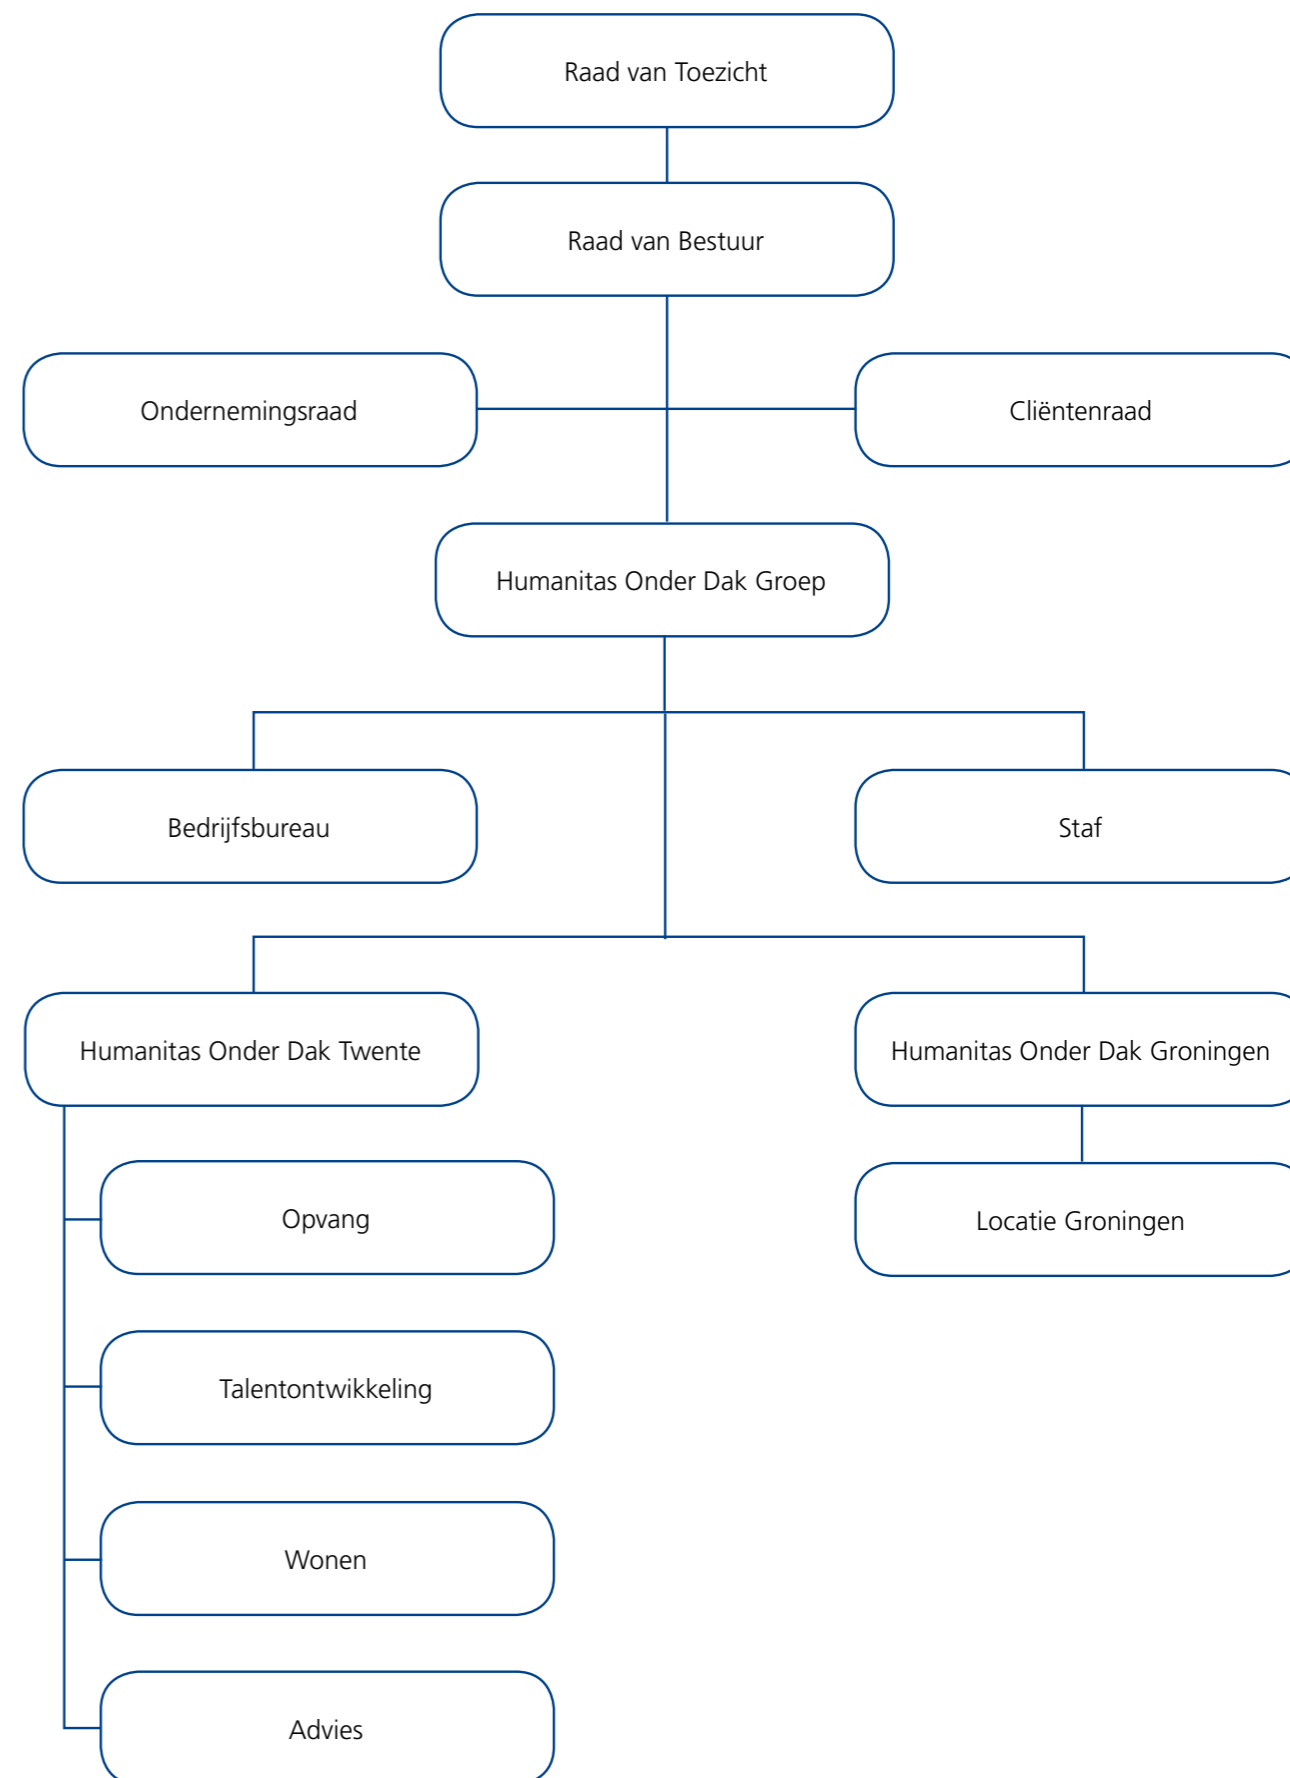 Raad van Toezicht
Raad van Bestuur
Ondernemingsraad
Cliëntenraad
Humanitas Onder Dak Groep
Bedrijfsbureau
Staf
Humanitas Onder Dak Twente
Humanitas Onder Dak Groningen
Opvang
Locatie Groningen
Talentontwikkeling
Wonen
Advies